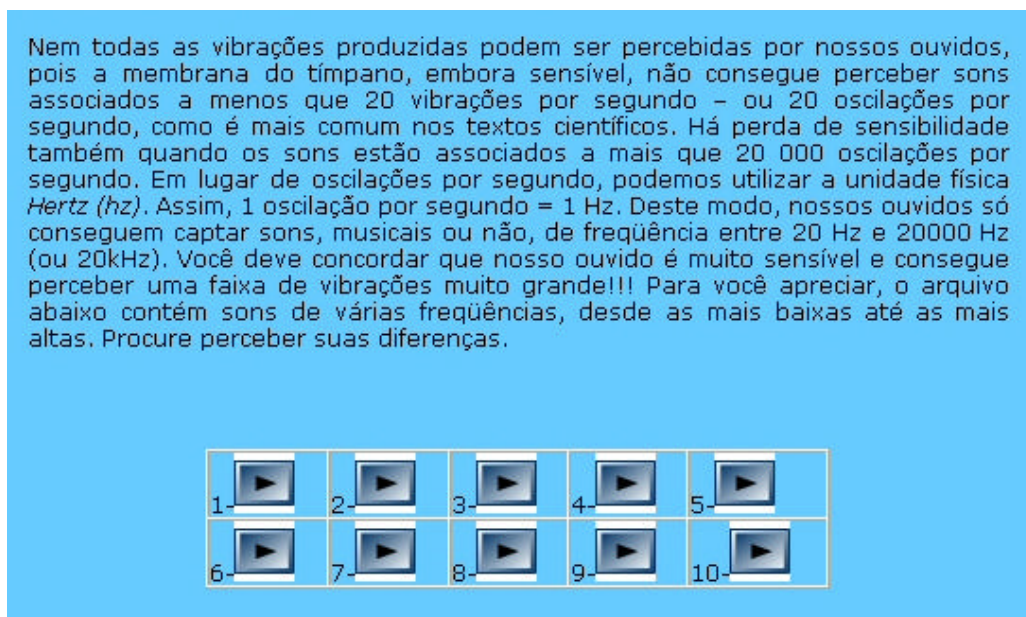 Nem todas as vibrações produzidas podem ser percebidas por nossos ouvidos,
pois a membrana do tímpano, embora sensível, não consegue perceber sons
associados a menos que 20 vibrações por segundo – ou 20 oscilações por
segundo, como é mais comum nos textos científicos. Há perda de sensibilidade
também quando os sons estão associados a mais que 20 000 oscilações por
segundo. Em lugar de oscilações por segundo, podemos utilizar a unidade física
Hertz (hz). Assim, 1 oscilação por segundo = 1 Hz. Deste modo, nossos ouvidos só
conseguem captar sons, musicais ou não, de freqüência entre 20 Hz e 20000 Hz
(ou 20kHz). Você deve concordar que nosso ouvido é muito sensível e consegue
perceber uma faixa de vibrações muito grande!!! Para você apreciar, o arquivo
abaixo contém sons de várias freqüências, desde as mais baixas até as mais
altas. Procure perceber suas diferenças.
1- 2- 3- 4- 5-
6- 7- 8- 9- 10-